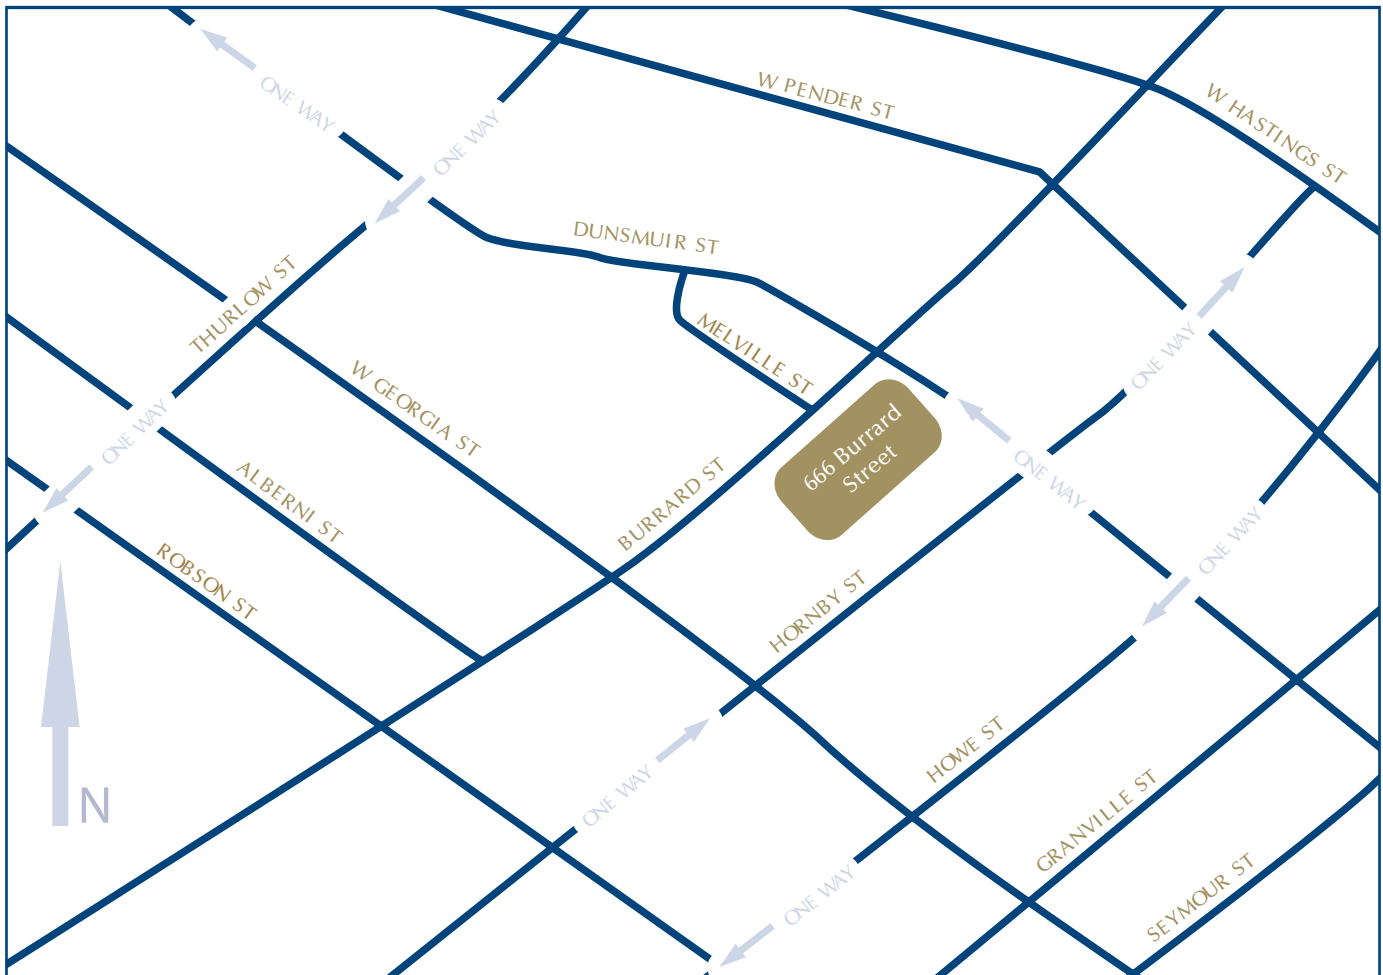 W PENDER ST
W HASTINGS ST
ONE WAY
ONE WAY
DUNSMUIR ST
THURLOW ST
MELVILLE ST
ONE WAY
W GEORGIA ST
666 Burrard
Street
ONE WAY
ALBERNI ST
BURRARD ST
ONE WAY
ONE WAY
ROBSON ST
HORNBY ST
HOWE ST
ONE WAY
N
GRANVILLE ST
ONE WAY
SEYMOUR ST